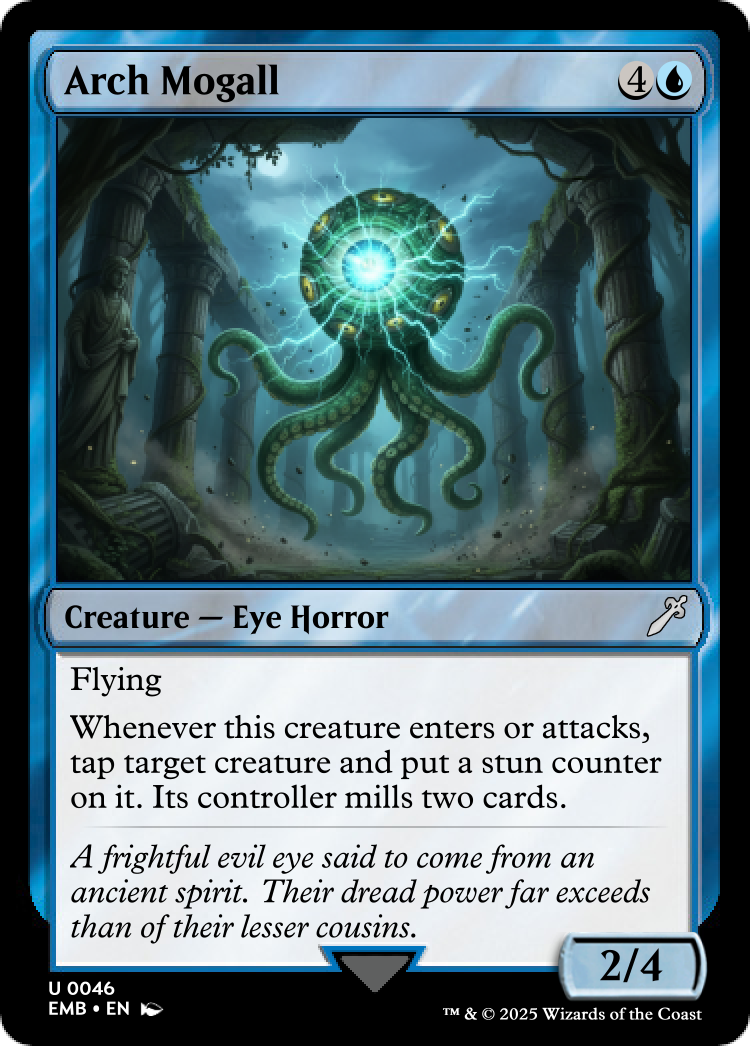 Arch Mogall
4
Creature — Eye Horror
Flying
Whenever this creature enters or attacks,
tap target creature and put a stun counter
on it. Its controller mills two cards.
A frightful evil eye said to come from an
ancient spirit. Their dread power far exceeds
than of their lesser cousins.
2/4
U 0046
EMB • EN
™ & © 2025 Wizards of the Coast